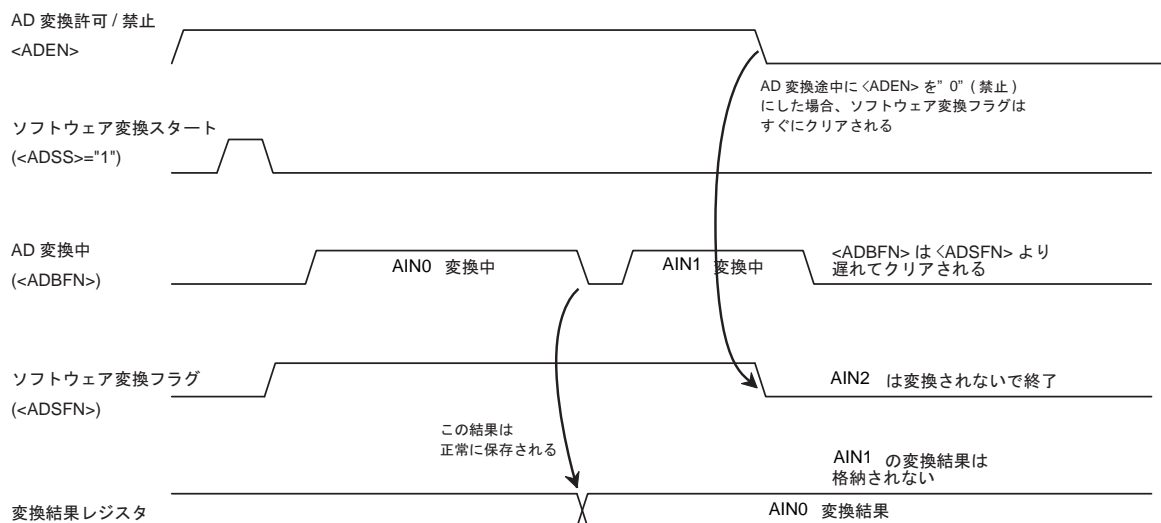 AD 変換許可 / 禁止
<ADEN>
AD 変換途中に <ADEN> を” 0” ( 禁止 )
にした場合、ソフトウェア変換フラグは
すぐにクリアされる
ソフトウェア変換スタート
(<ADSS>="1")
AD 変換中
(<ADBFN>)
AIN0 変換中
AIN1 変換中
<ADBFN> は <ADSFN> より
遅れてクリアされる
ソフトウェア変換フラグ
(<ADSFN>)
AIN2 は変換されないで終了
この結果は
正常に保存される
AIN1 の変換結果は
格納されない
変換結果レジスタ
AIN0 変換結果